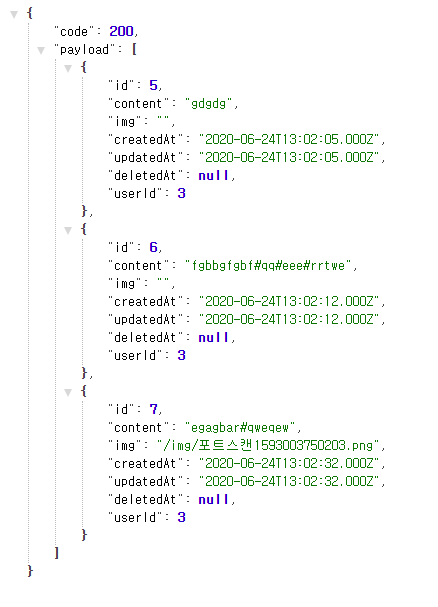 {
"code": 200,
"payload": [
{
"id": 5,
"content": "gdgdg",
"img": "",
"createdAt": "2020-06-24T13:02:05.000Z",
"updatedAt": "2020-06-24T13:02:05.000Z",
"deletedAt": null,
"userId": 3
},
{
"id": 6,
"content": "fgbbgfgbf#qq#eee#rrtwe",
"img": "",
"createdAt": "2020-06-24T13:02:12.000Z",
"updatedAt": "2020-06-24T13:02:12.000Z",
"deletedAt": null,
"userId": 3
},
{
"id": 7,
"content": "egagbar#qweqew",
"img": "/img/포트스캔1593003750203.png",
"createdAt": "2020-06-24T13:02:32.000Z",
"updatedAt": "2020-06-24T13:02:32.000Z",
"deletedAt": null,
"userId": 3
}
]
}